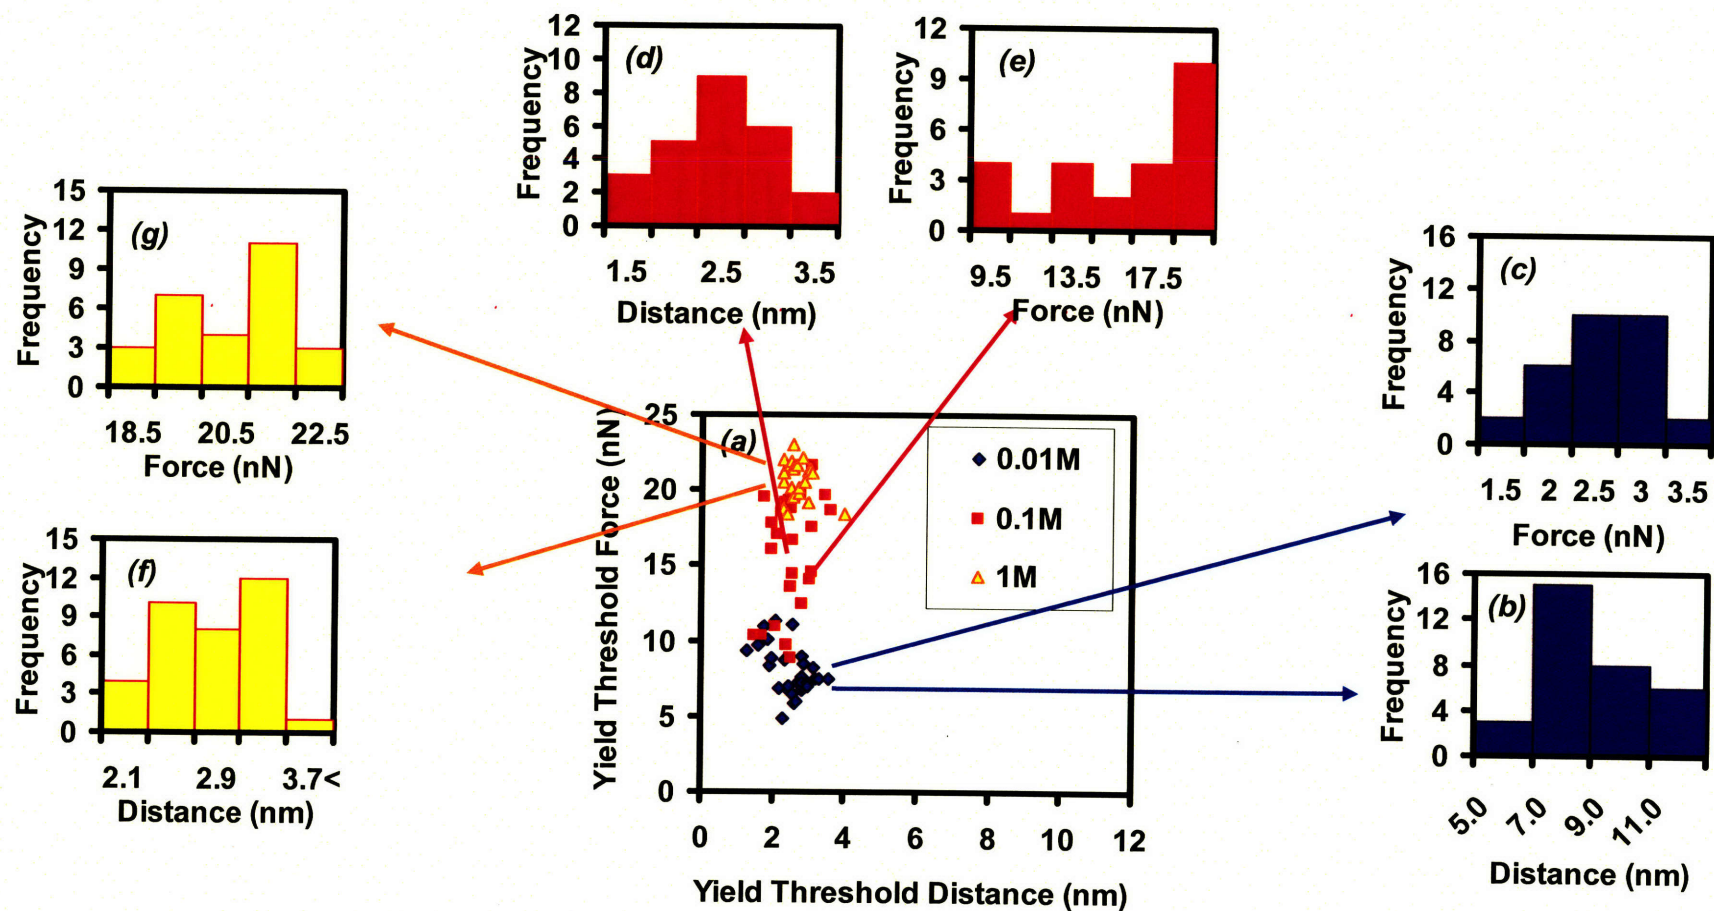 12
10
8
6
4
2
0
Frequency
(d)
1.5 2.5 3.5
Distance (nm)
12
9
6
3
0
Frequency
(e)
9.5 13.5 17.5
Force (nN)
15
12
9
6
3
0
Frequency
(g)
18.5 20.5 22.5
Force (nN)
16
12
8
4
0
Frequency
(c)
1.5 2 2.5 3 3.5
Force (nN)
25
20
15
10
5
0
Yield Threshold Force (nN)
(a)
0.01M
0.1M
1M
0 2 4 6 8 10 12
Yield Threshold Distance (nm)
15
12
9
6
3
0
Frequency
(f)
2.1 2.9 3.7<
Distance (nm)
16
12
8
4
0
Frequency
(b)
5.0 7.0 9.0 11.0
Distance (nm)